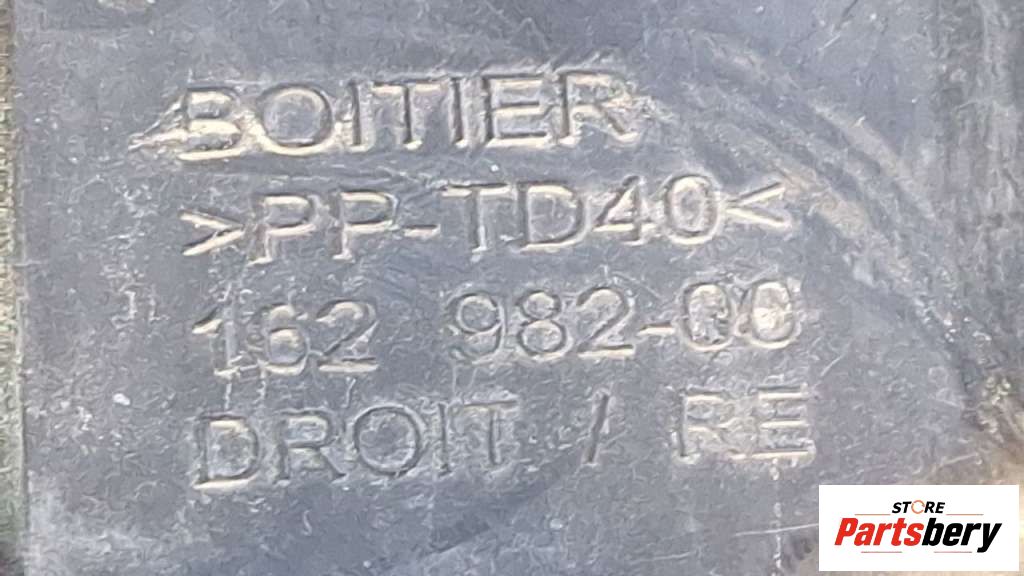 BOITIER
>PP-TD40<
162 982-00
DROIT / RE
STORE
Partsbery